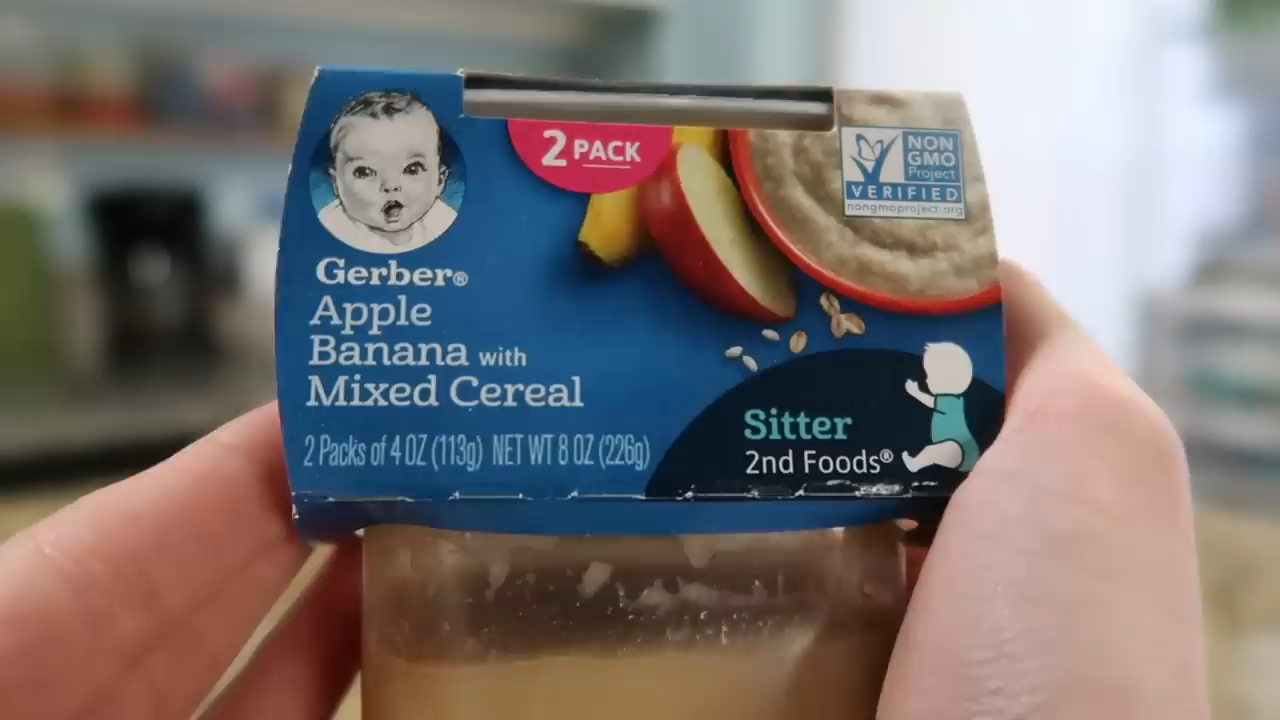 2 PACK
NON
GMO
Project
VERIFIED
nongmoproject.org
Gerber®
Apple
Banana with
Mixed Cereal
2 Packs of 4 OZ (113g) NET WT 8 OZ (226g)
Sitter
2nd Foods®